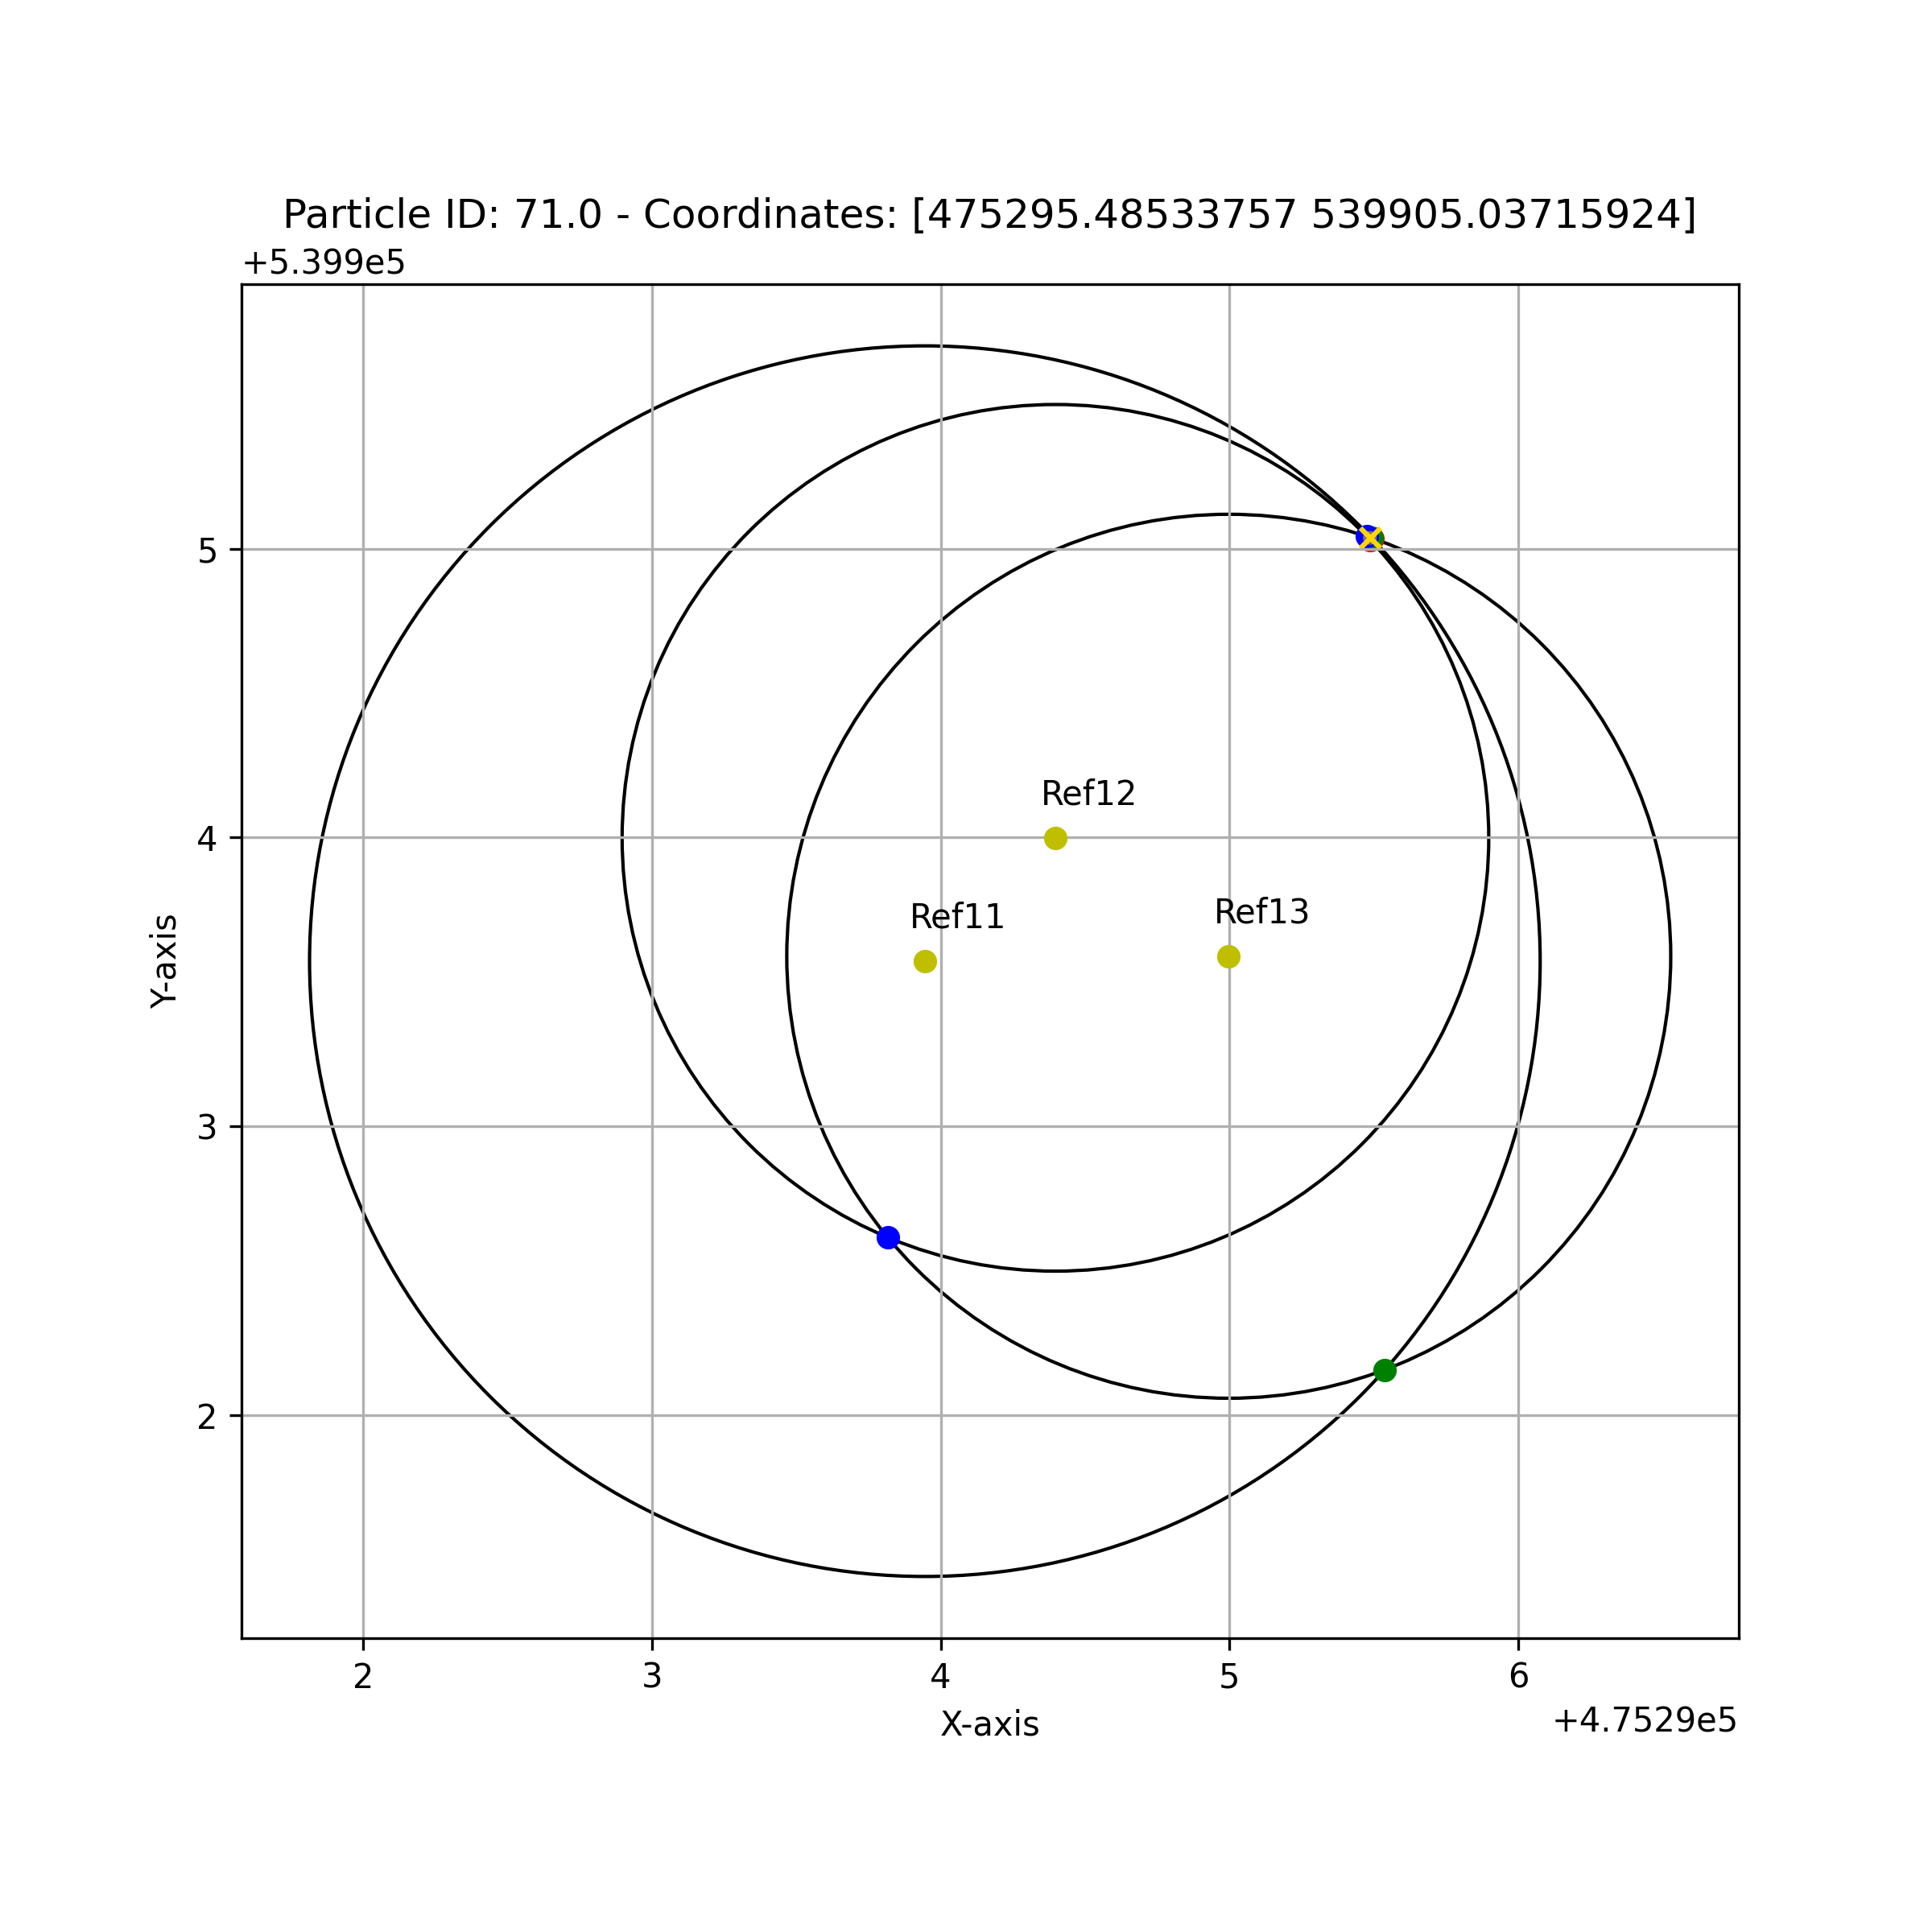 Particle ID: 71.0 - Coordinates: [475295.48533757 539905.03715924]
+5.399e5
5
4
3
2
Y-axis
Ref12
Ref11
Ref13
2 3 4 5 6
X-axis
+4.7529e5